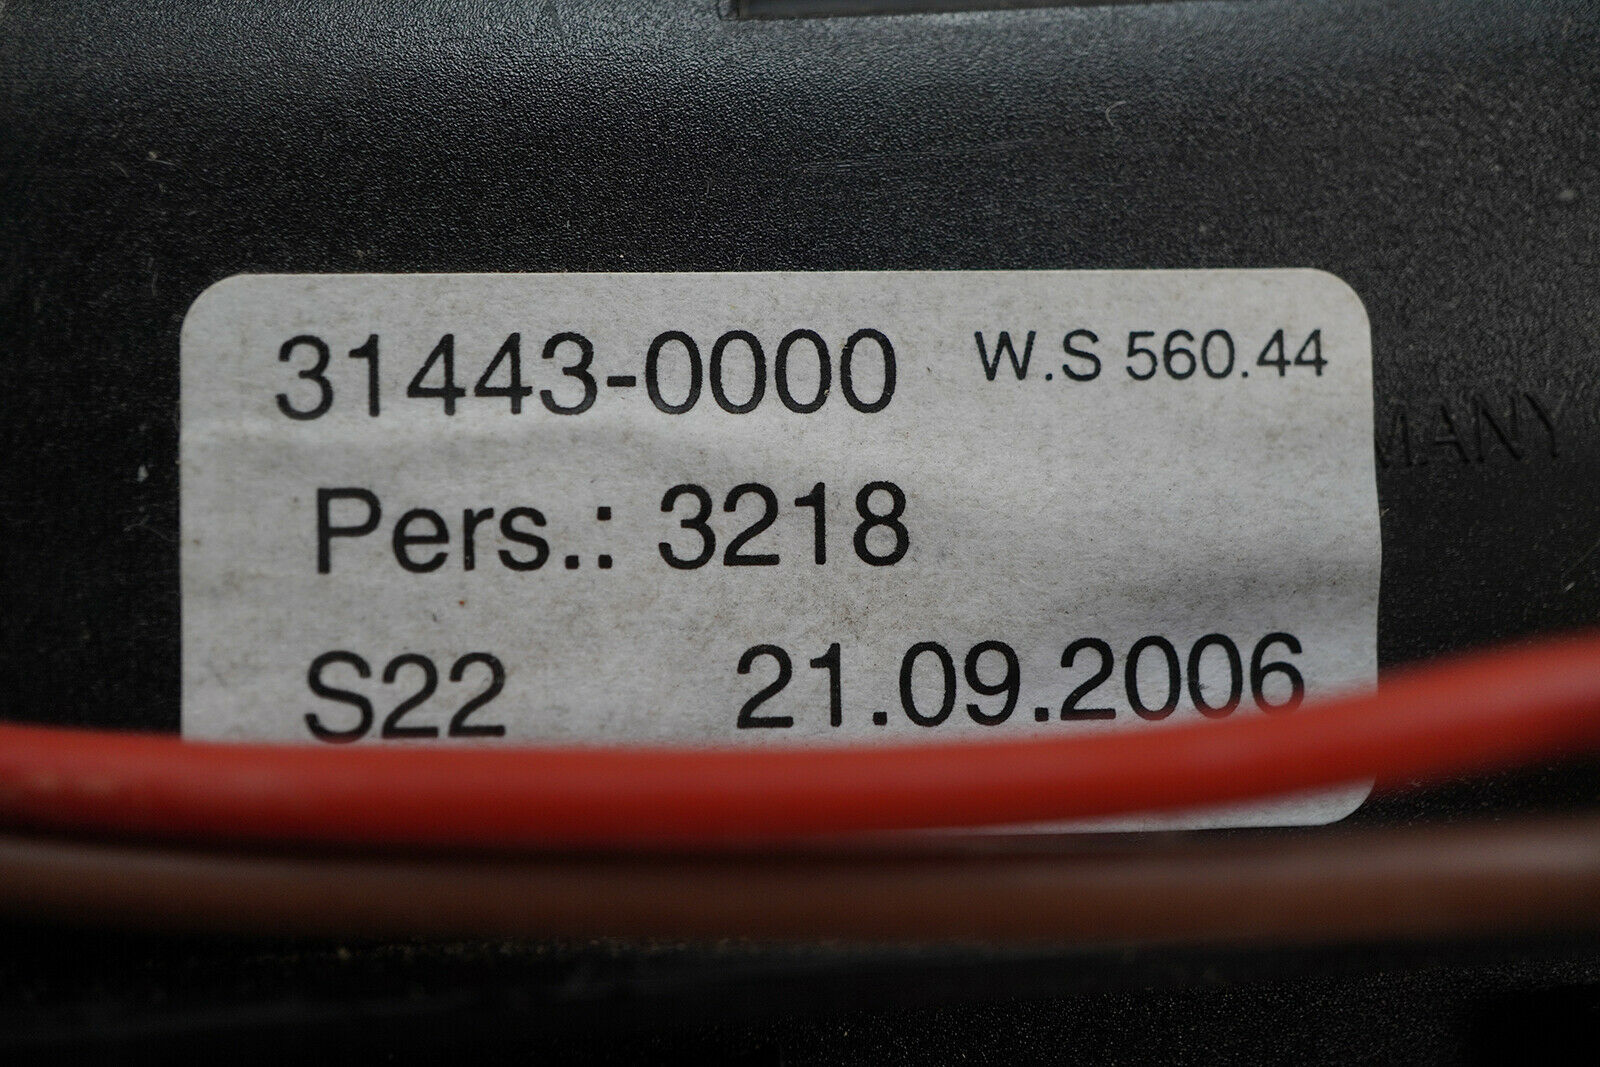 31443-0000 W.S 560.44
MANY
Pers.: 3218
S22 21.09.2006